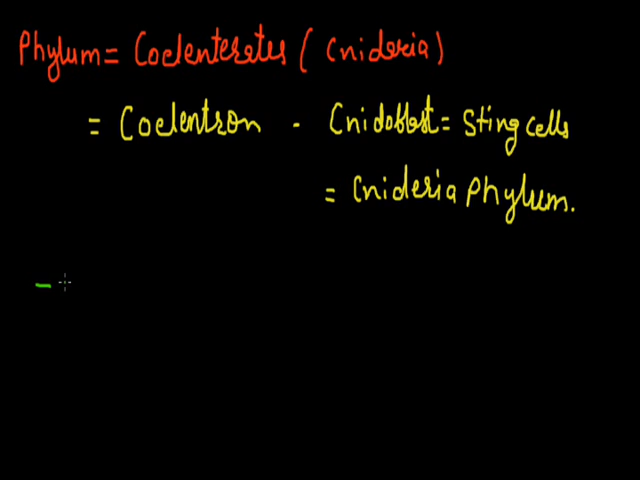 Phylum = Coelenterates ( Cnideria )
= Coelentron - Cnidoblast = Sting cells
= Cnideria Phylum.
-